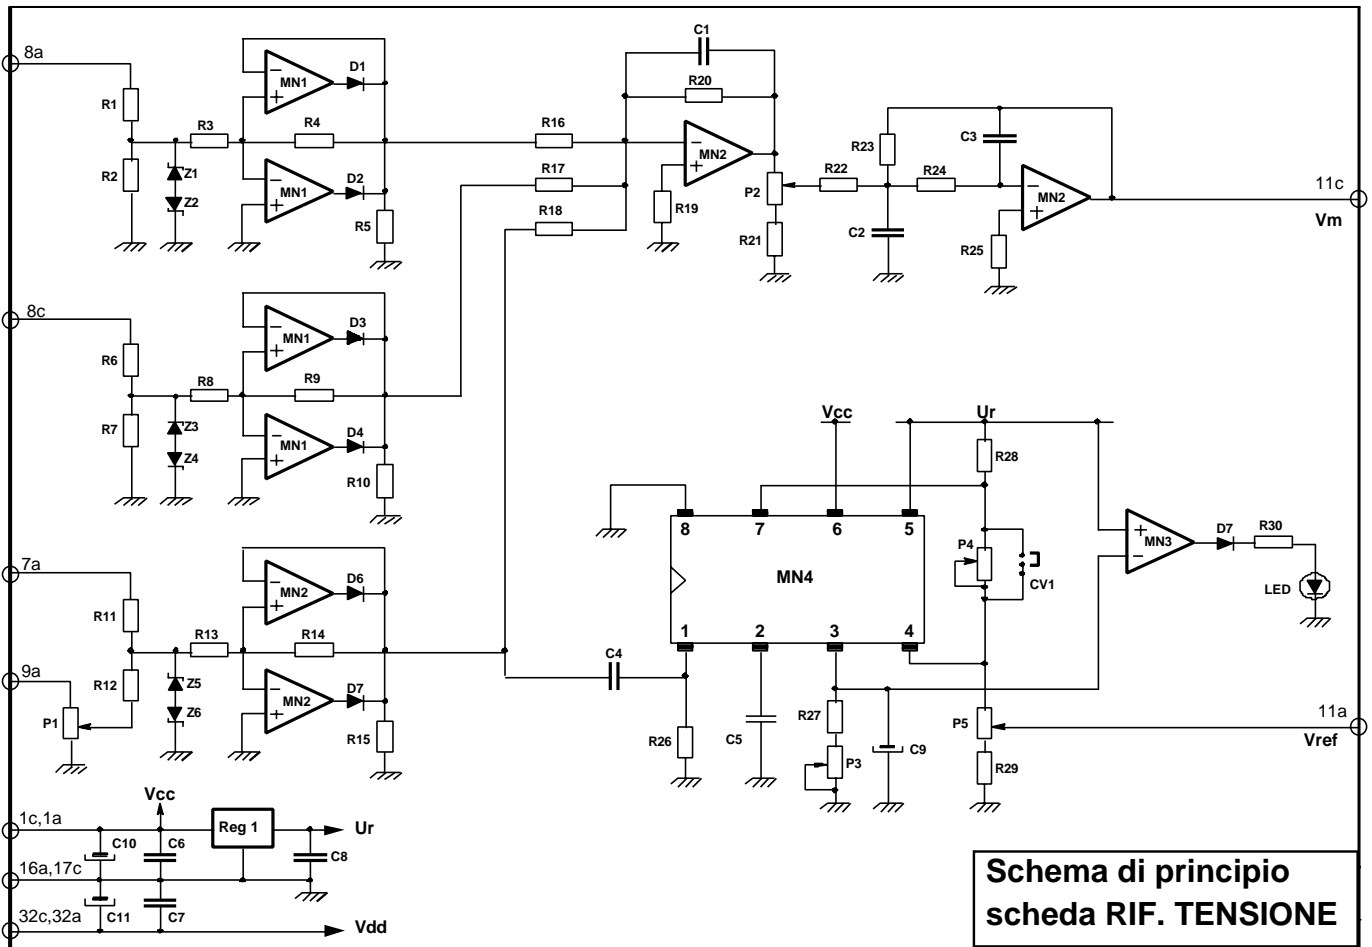 C1
8a
D1
MN1
R20
R1
R3
R4
R16
R23
C3
MN2
R2
Z1
MN1
D2
R17
P2
R22
R24
11c
Z2
R19
MN2
Vm
R18
R5
R21
C2
R25
8c
D3
MN1
R6
R8
R9
Vcc
Ur
R7
Z3
D4
MN1
R28
Z4
R10
8 7 6 5
P4
MN3
D7
R30
7a
D6
MN2
MN4
CV1
LED
R11
R13
R14
1 2 3 4
C4
9a
R12
Z5
D7
MN2
P1
Z6
R27
P5
11a
R15
R26
C5
C9
Vref
P3
R29
Vcc
1c,1a
Reg 1
Ur
C10
C6
C8
16a,17c
C11
C7
32c,32a
Vdd
Schema di principio
scheda RIF. TENSIONE